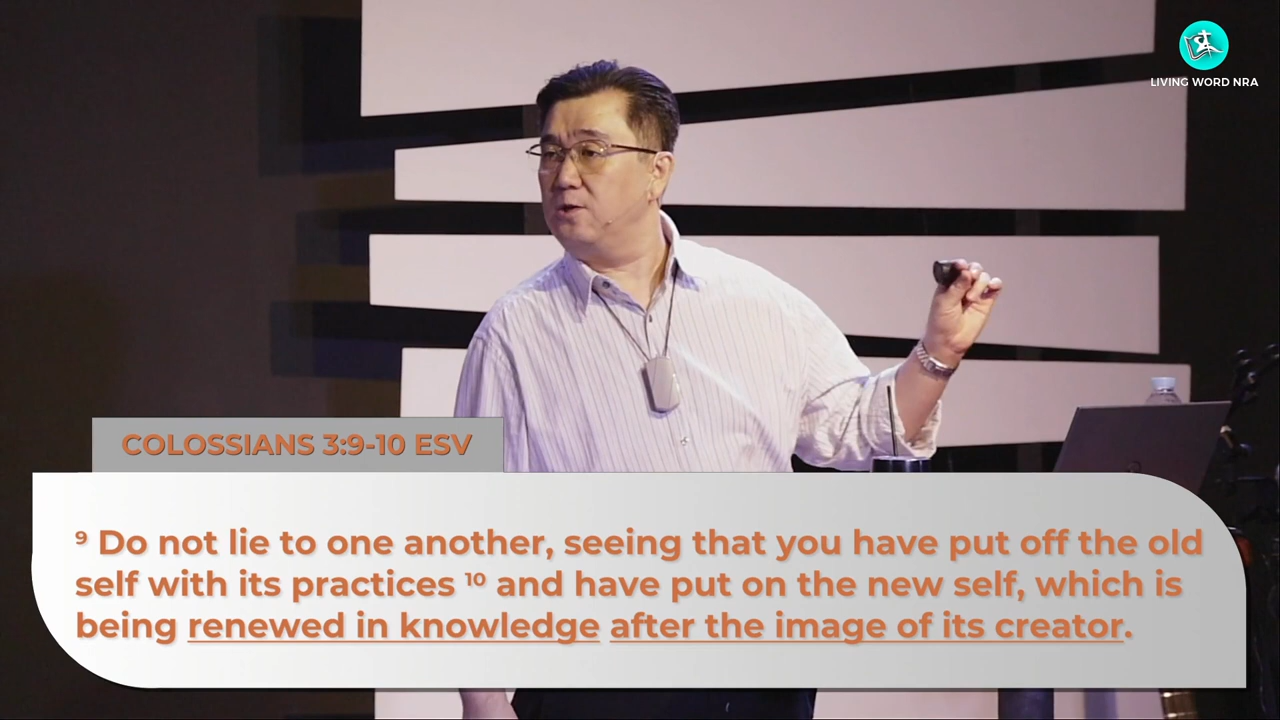 LIVING WORD NRA
COLOSSIANS 3:9-10 ESV
⁹ Do not lie to one another, seeing that you have put off the old
self with its practices ¹⁰ and have put on the new self, which is
being renewed in knowledge after the image of its creator.